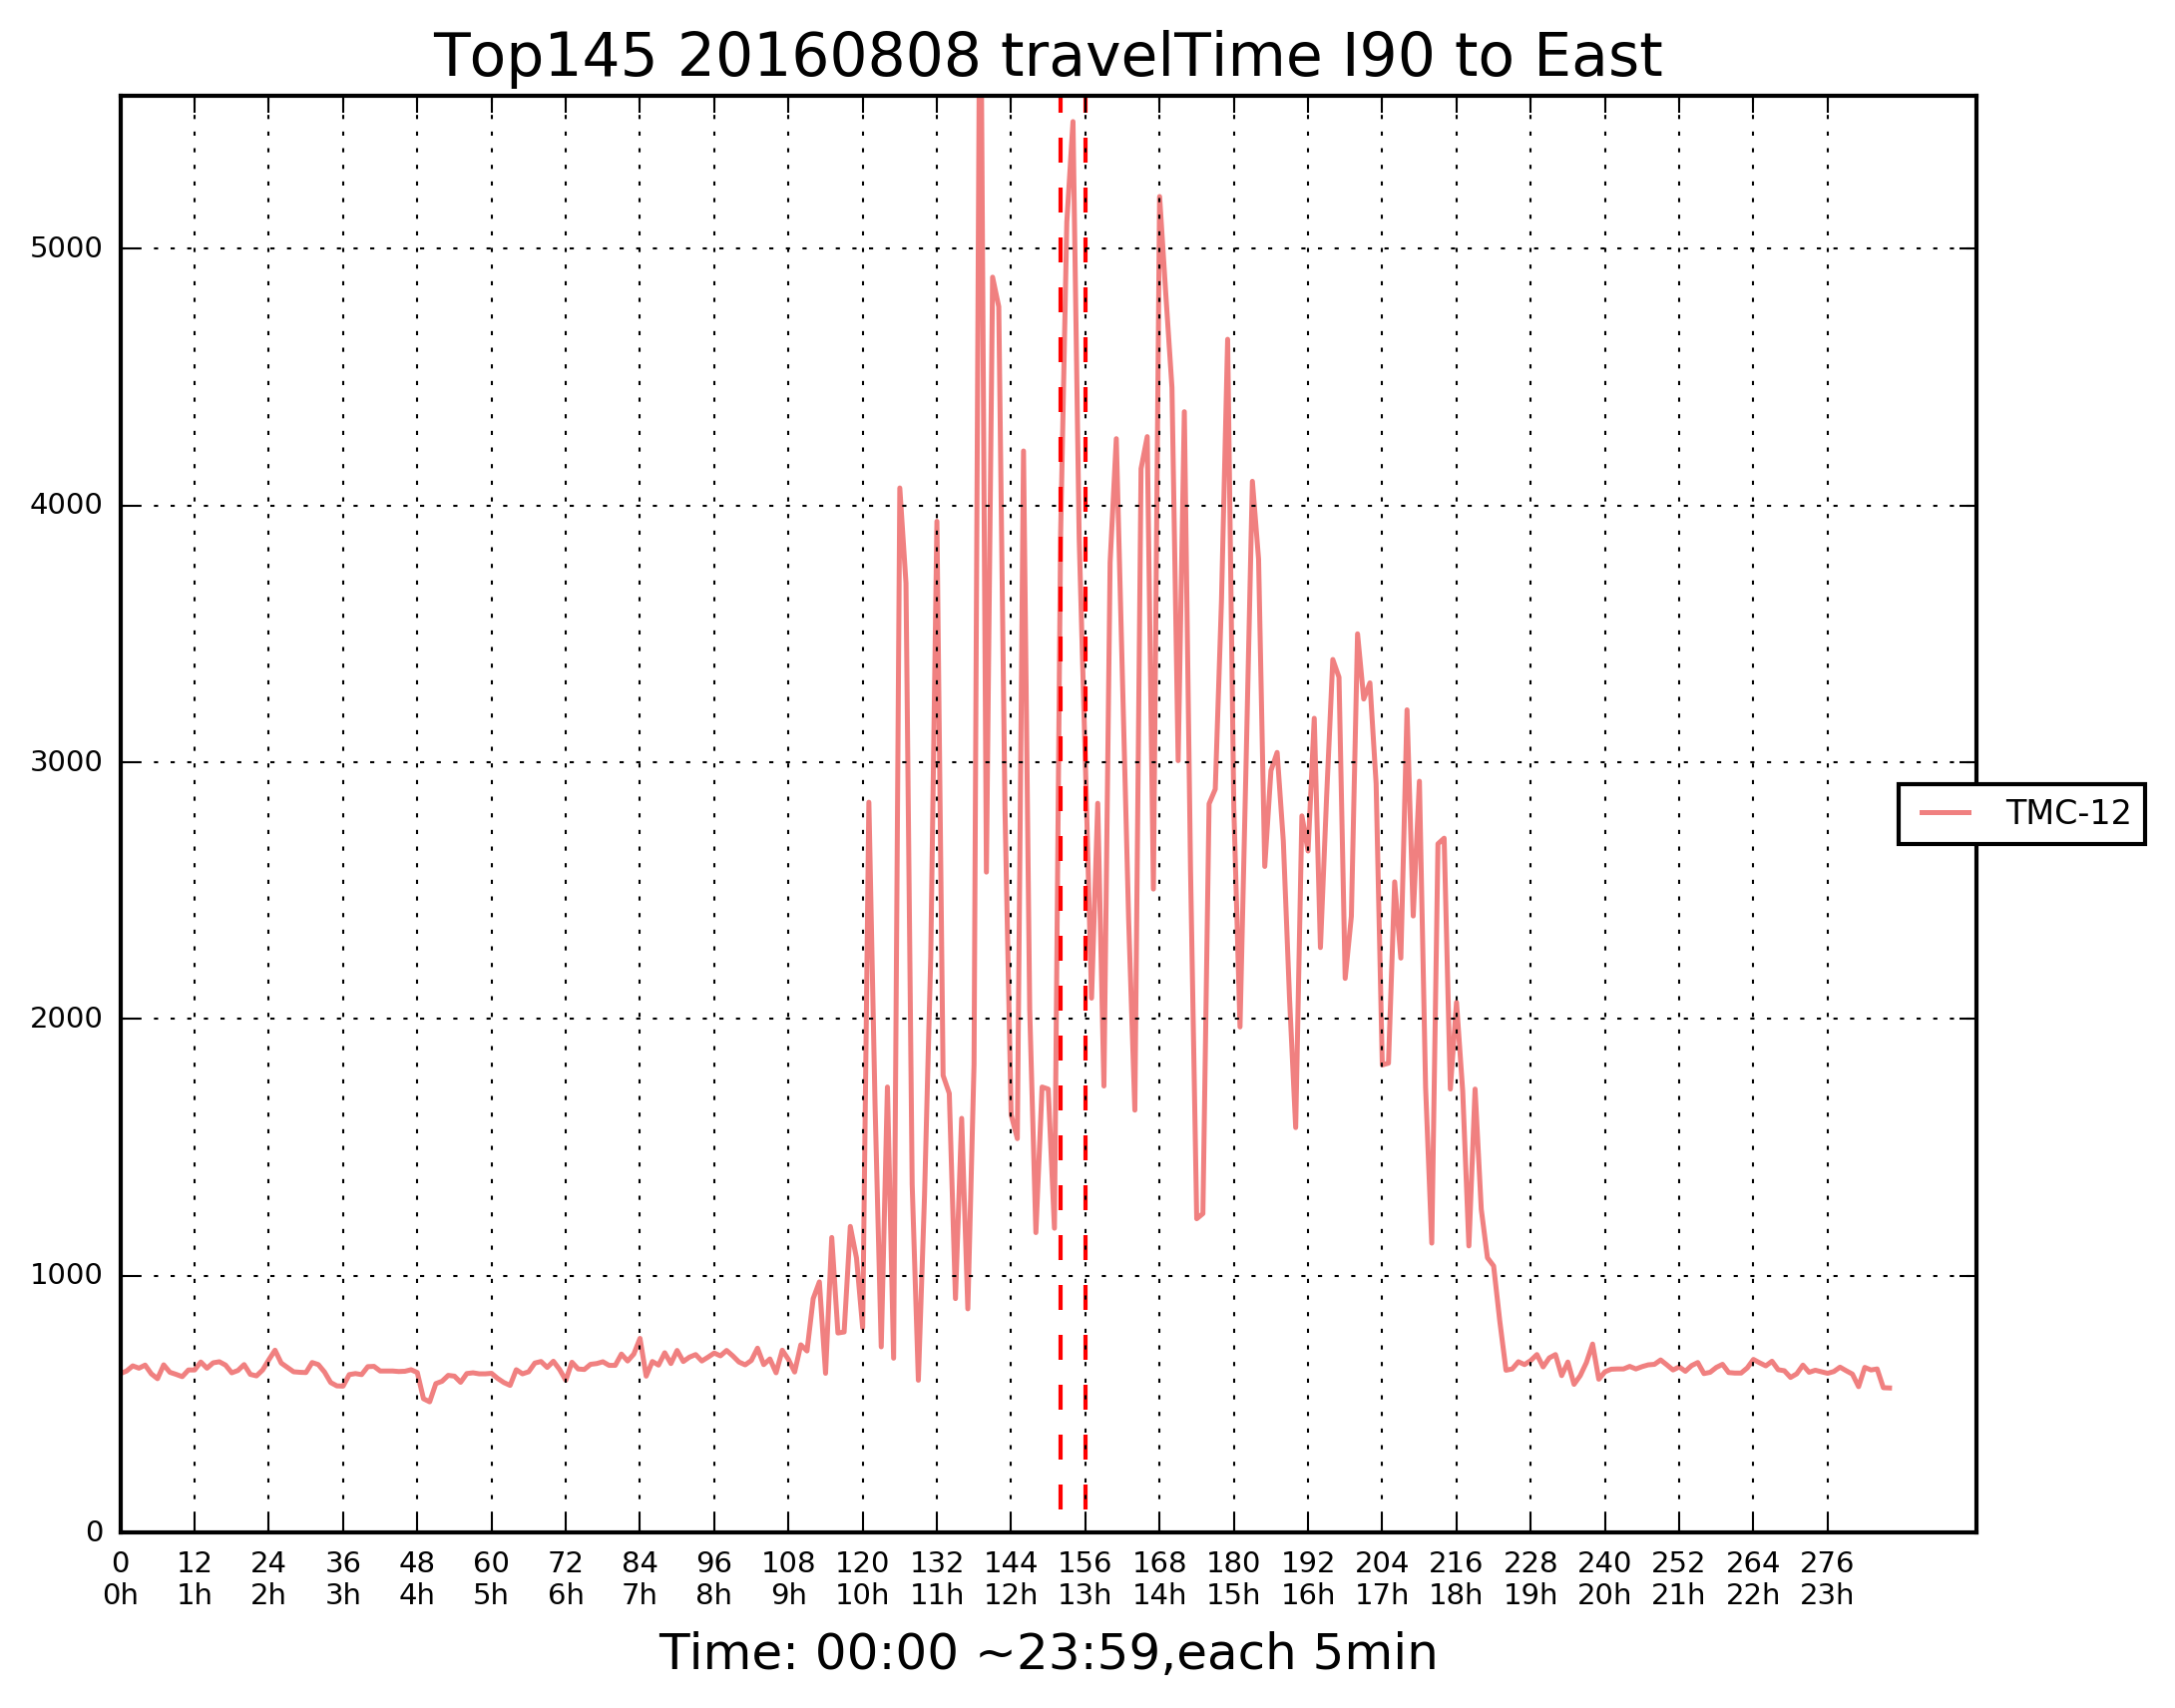 Top145 20160808 travelTime I90 to East
5000
4000
3000
2000
1000
0
TMC-12
0 12 24 36 48 60 72 84 96 108 120 132 144 156 168 180 192 204 216 228 240 252 264 276
0h 1h 2h 3h 4h 5h 6h 7h 8h 9h 10h 11h 12h 13h 14h 15h 16h 17h 18h 19h 20h 21h 22h 23h
Time: 00:00 ~23:59,each 5min